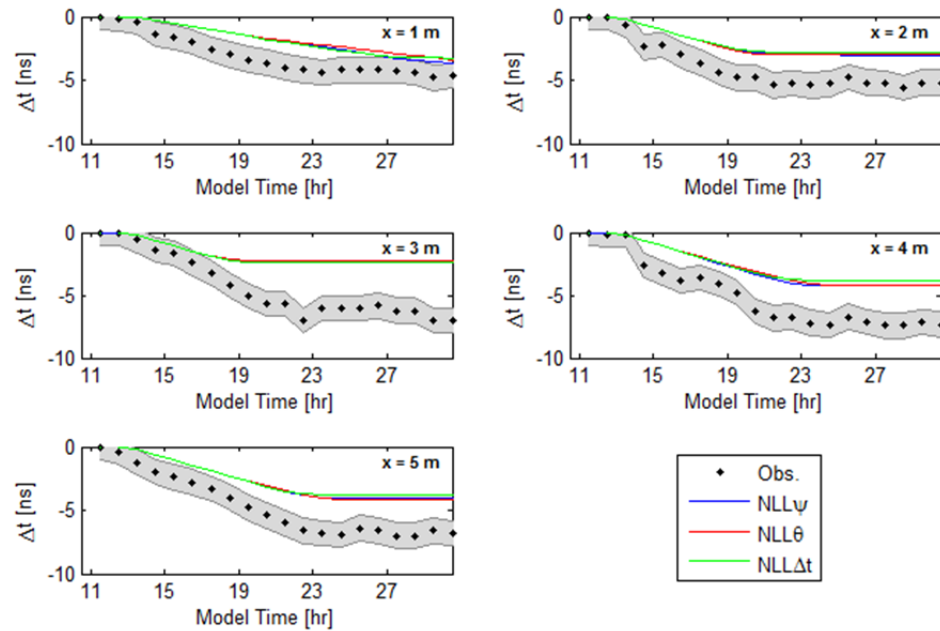 0
-5
-10
Δt [ns]
x = 1 m
11 15 19 23 27
Model Time [hr]
0
-5
-10
Δt [ns]
x = 2 m
11 15 19 23 27
Model Time [hr]
0
-5
-10
Δt [ns]
x = 3 m
11 15 19 23 27
Model Time [hr]
0
-5
-10
Δt [ns]
x = 4 m
11 15 19 23 27
Model Time [hr]
0
-5
-10
Δt [ns]
x = 5 m
11 15 19 23 27
Model Time [hr]
Obs.
NLLψ
NLLθ
NLLΔt